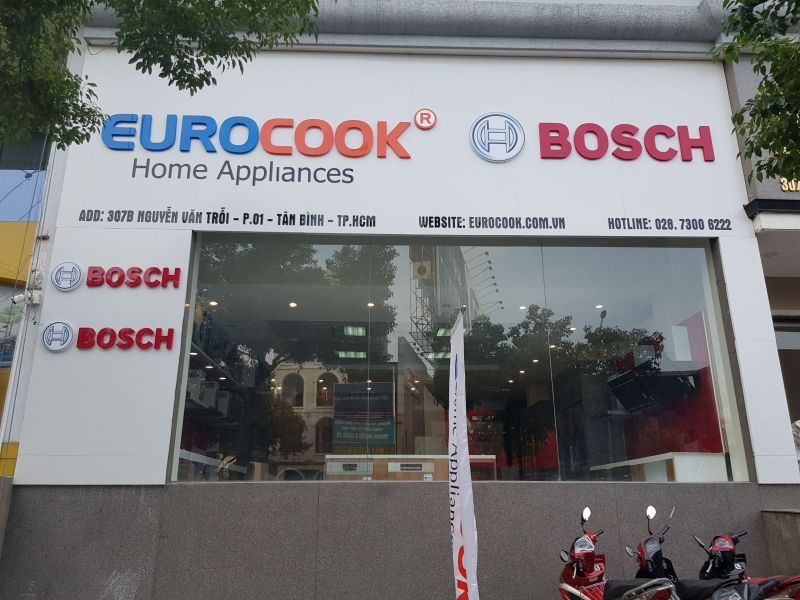 EUROCOOK®
Home Appliances
BOSCH
ADD: 307B NGUYỄN VĂN TRỖI - P.01 - TÂN BÌNH - TP.HCM
WEBSITE: EUROCOOK.COM.VN
HOTLINE: 028. 7300 6222
BOSCH
BOSCH
Appliances